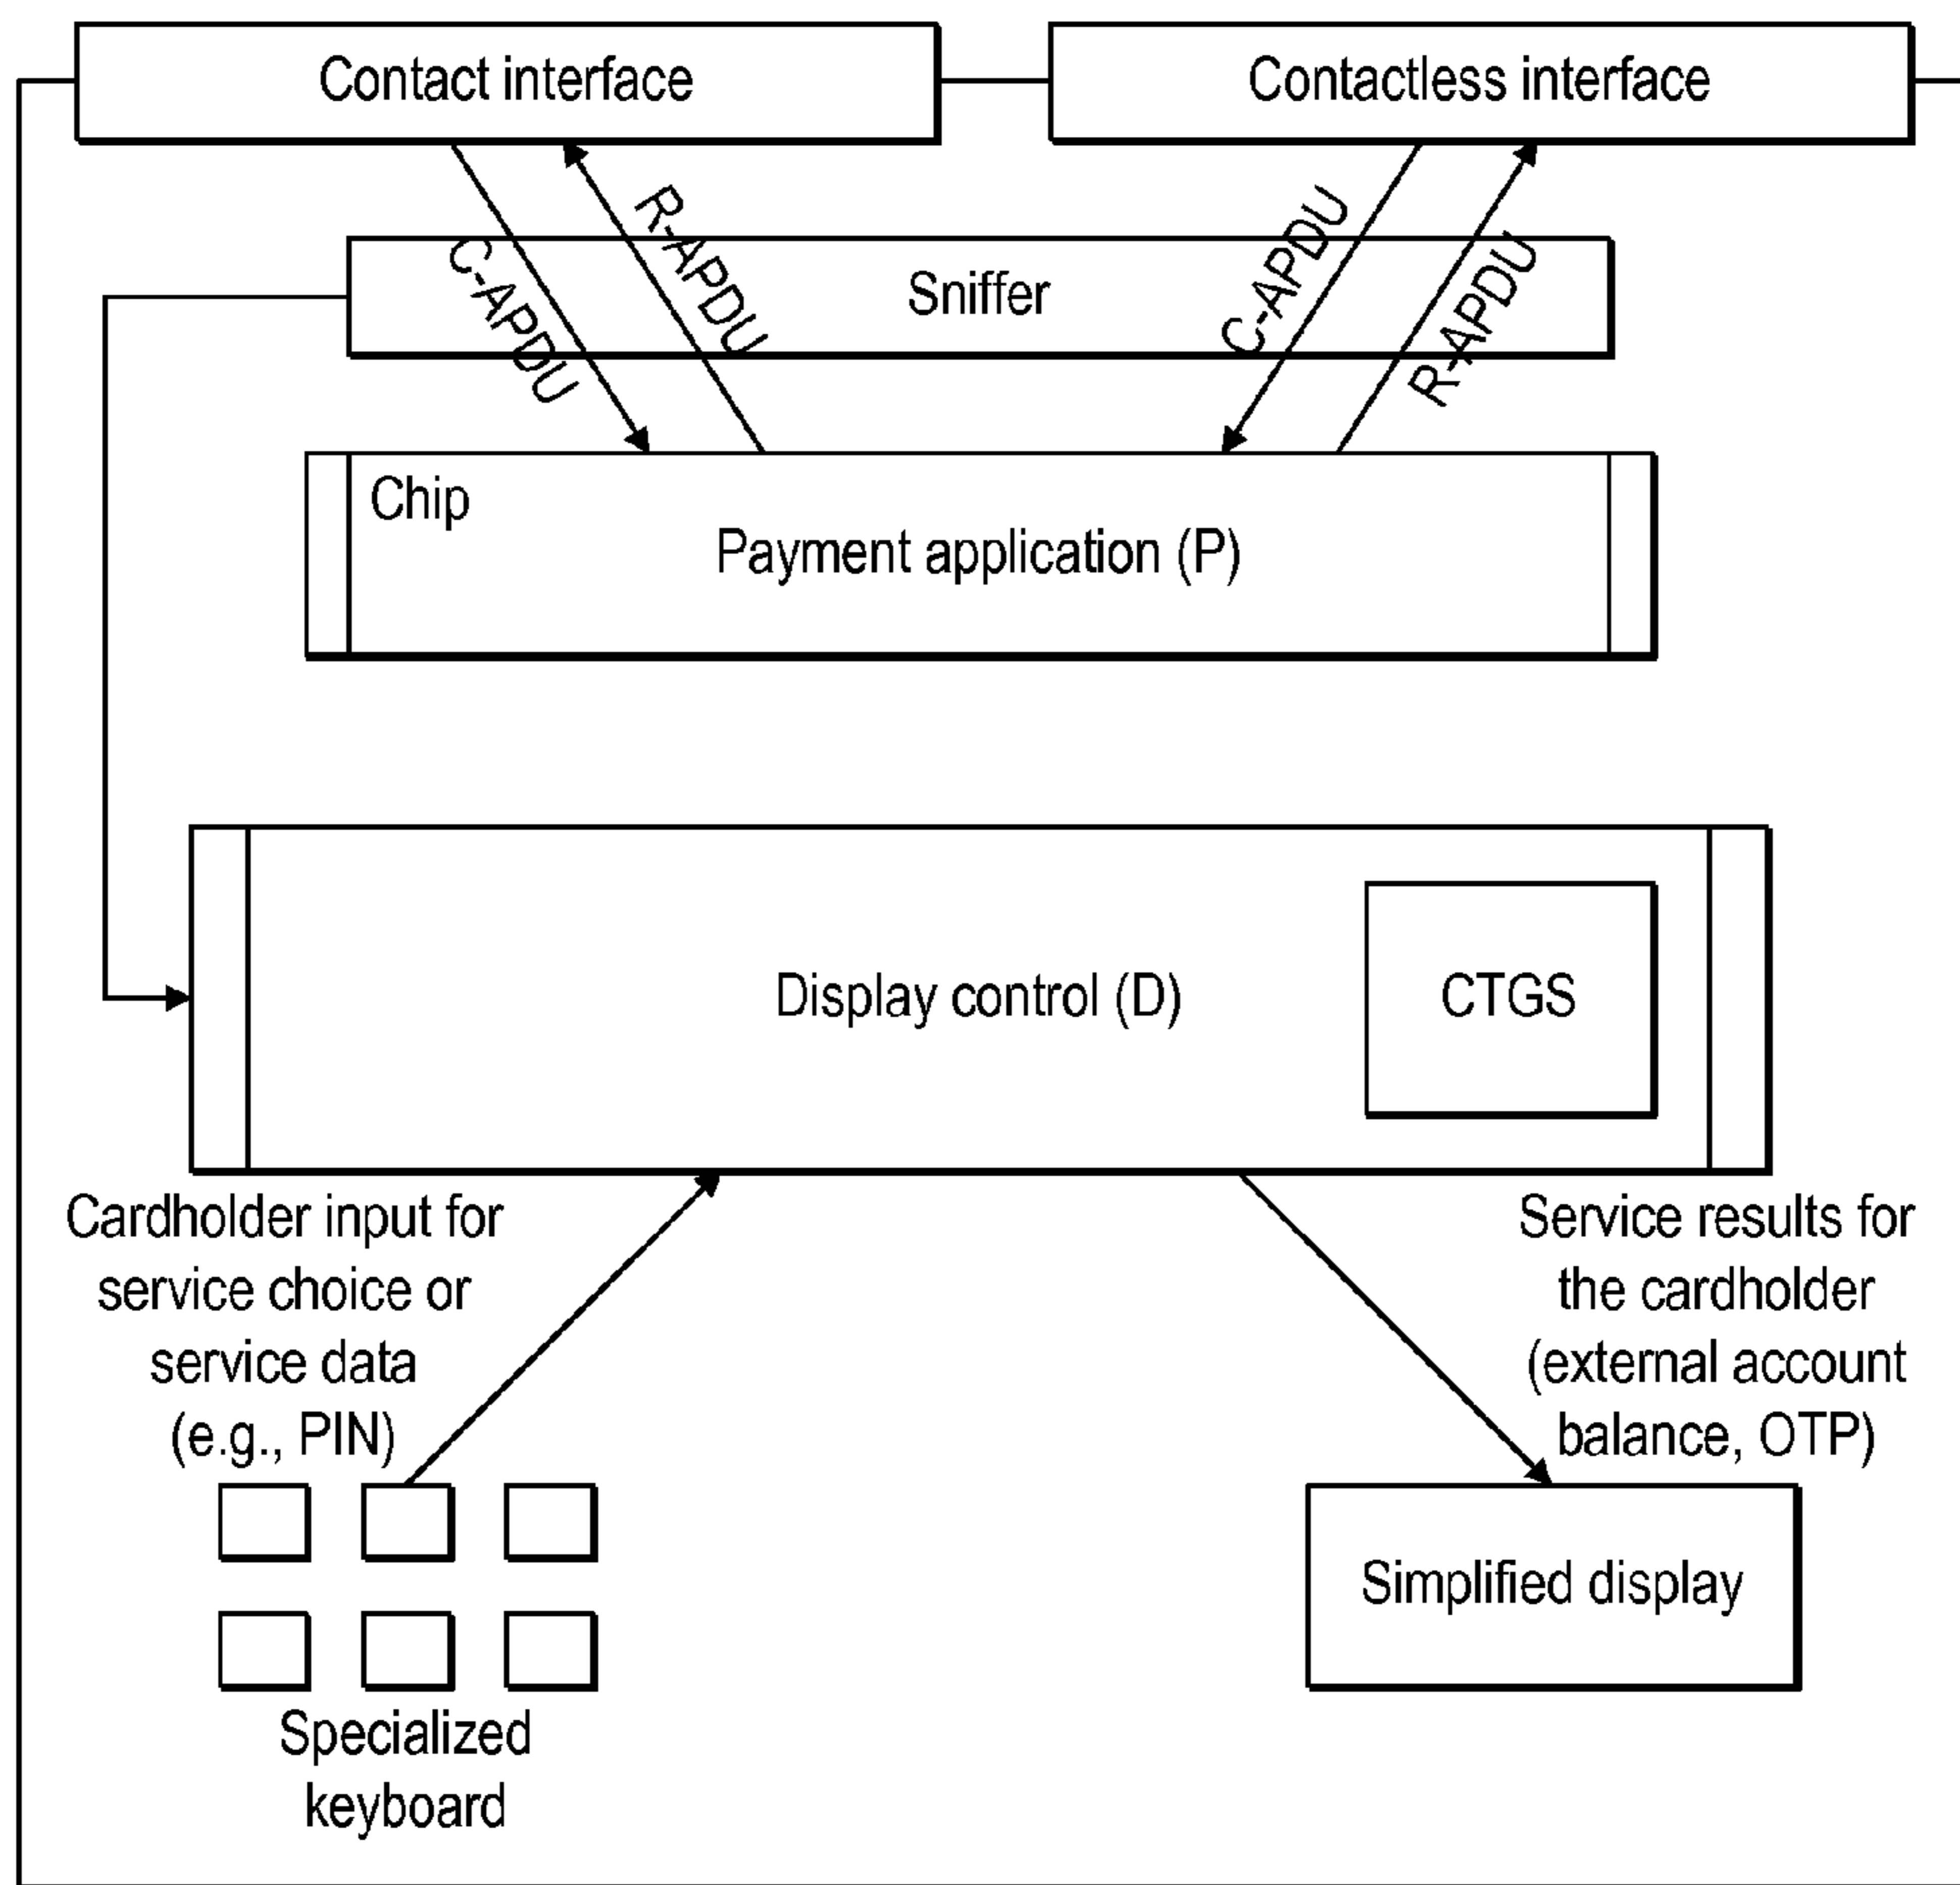 Contact interface
Contactless interface
C-APDU
R-APDU
Sniffer
C-APDU
R-APDU
Chip
Payment application (P)
Display control (D)
CTGS
Cardholder input for
service choice or
service data
(e.g., PIN)
Service results for
the cardholder
(external account
balance, OTP)
Simplified display
Specialized
keyboard